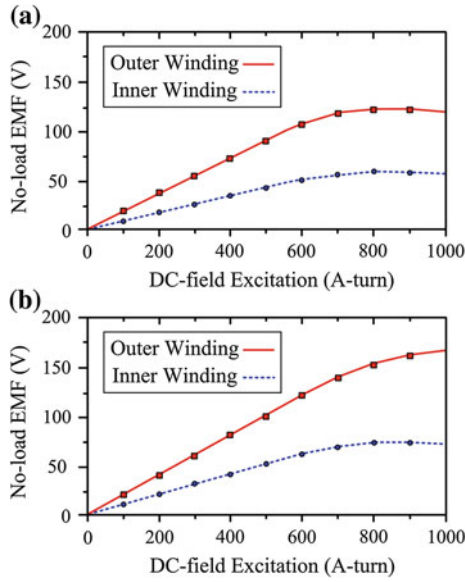 (a)
200
150
100
50
0
No-load EMF (V)
Outer Winding
Inner Winding
0 200 400 600 800 1000
DC-field Excitation (A-turn)
(b)
200
150
100
50
0
No-load EMF (V)
Outer Winding
Inner Winding
0 200 400 600 800 1000
DC-field Excitation (A-turn)